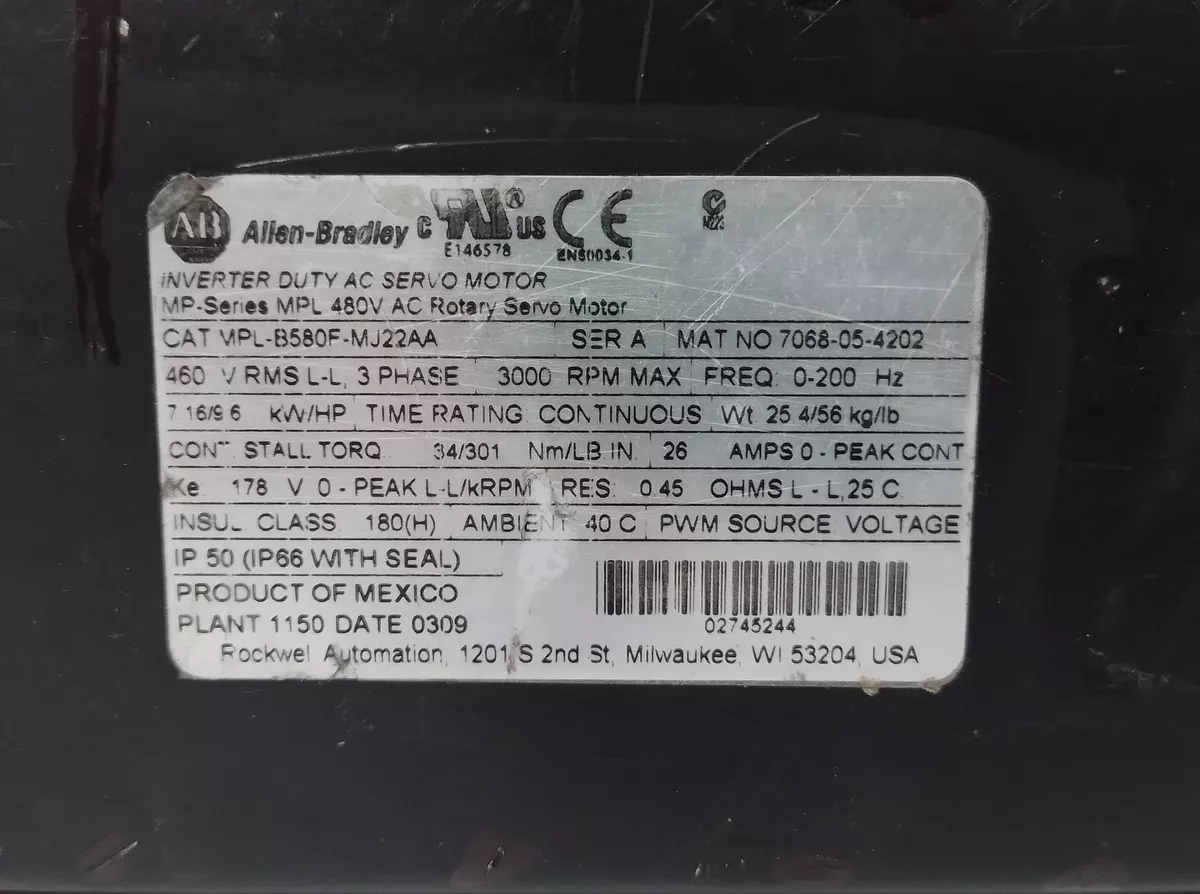 AB Allen-Bradley C UL ® US CE N223
E146578 EN60034-1
INVERTER DUTY AC SERVO MOTOR
MP-Series MPL 480V AC Rotary Servo Motor
CAT MPL-B580F-MJ22AA SER A MAT NO 7068-05-4202
460 V RMS L-L, 3 PHASE 3000 RPM MAX FREQ: 0-200 Hz
7.16/9.6 kW/HP TIME RATING CONTINUOUS Wt. 25.4/56 kg/lb
CONT. STALL TORQ. 34/301 Nm/LB.IN. 26 AMPS 0 - PEAK CONT
Ke 178 V 0 - PEAK L-L/kRPM RES: 0.45 OHMS L - L, 25 C
INSUL CLASS 180(H) AMBIENT: 40 C PWM SOURCE VOLTAGE
IP 50 (IP66 WITH SEAL)
PRODUCT OF MEXICO
PLANT 1150 DATE 0309
02745244
Rockwell Automation, 1201 S 2nd St, Milwaukee, WI 53204, USA